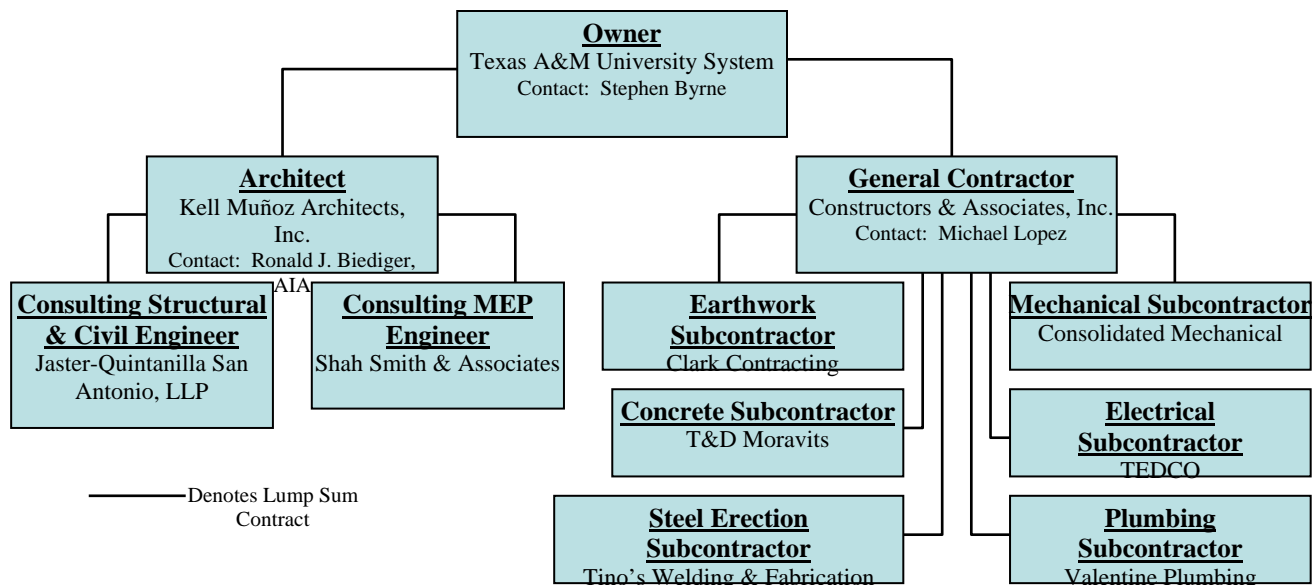 Owner
Texas A&M University System
Contact: Stephen Byrne
Architect
Kell Muñoz Architects,
Inc.
Contact: Ronald J. Biediger,
AIA
General Contractor
Constructors & Associates, Inc.
Contact: Michael Lopez
Consulting Structural
& Civil Engineer
Jaster-Quintanilla San
Antonio, LLP
Consulting MEP
Engineer
Shah Smith & Associates
Earthwork
Subcontractor
Clark Contracting
Mechanical Subcontractor
Consolidated Mechanical
Concrete Subcontractor
T&D Moravits
Electrical
Subcontractor
TEDCO
Denotes Lump Sum
Contract
Steel Erection
Subcontractor
Tino's Welding & Fabrication
Plumbing
Subcontractor
Valentine Plumbing